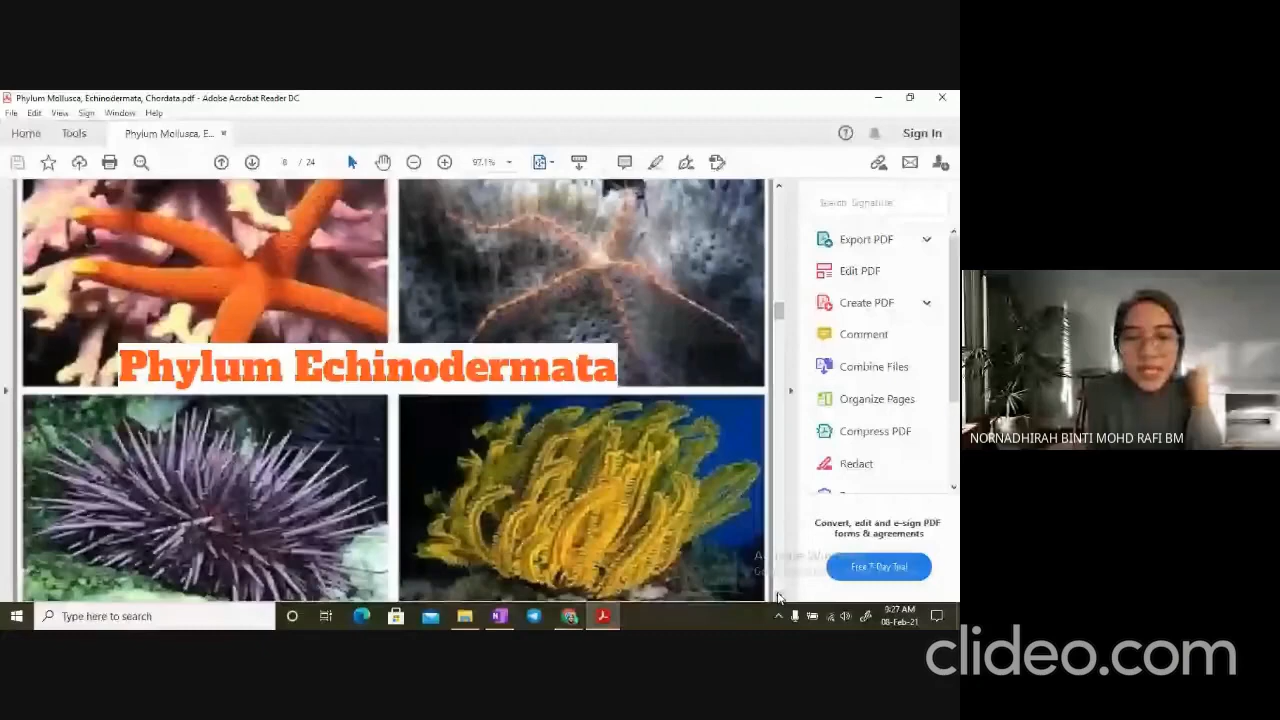 Phylum Mollusca, Echinodermata, Chordata.pdf - Adobe Acrobat Reader DC
File Edit View Sign Window Help
Home Tools Phylum Mollusca, E... × Sign In
8 / 24 97.1%
Search 'Signature'
Export PDF
Edit PDF
Create PDF
Comment
Combine Files
Organize Pages
Compress PDF
Redact
Convert, edit and e-sign PDF
forms & agreements
Free 7-Day Trial
Phylum Echinodermata
NORNADHIRAH BINTI MOHD RAFI BM
Type here to search
9:27 AM
08-Feb-21
clideo.com